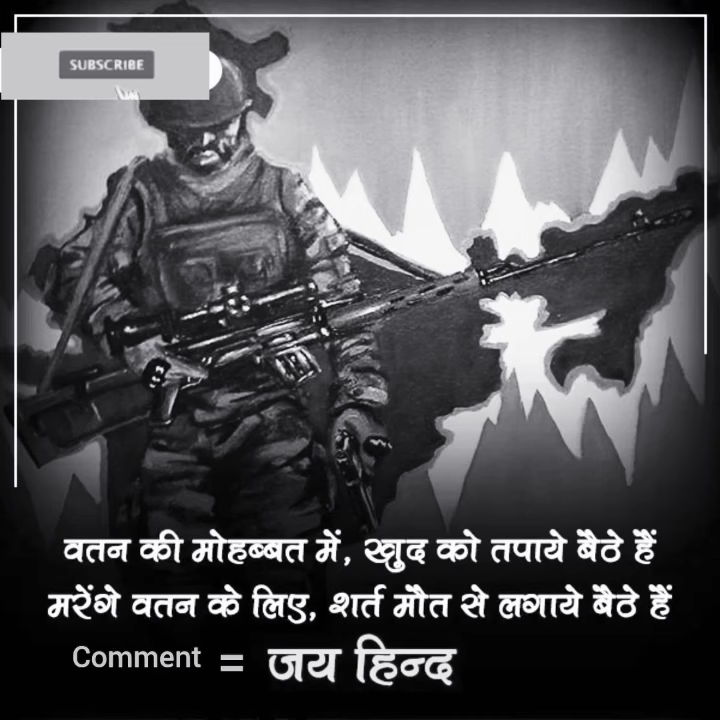 SUBSCRIBE
वतन की मोहब्बत में, खुद को तपाये बैठे हैं
मरेंगे वतन के लिए, शर्त मौत से लगाये बैठे हैं
Comment = जय हिन्द